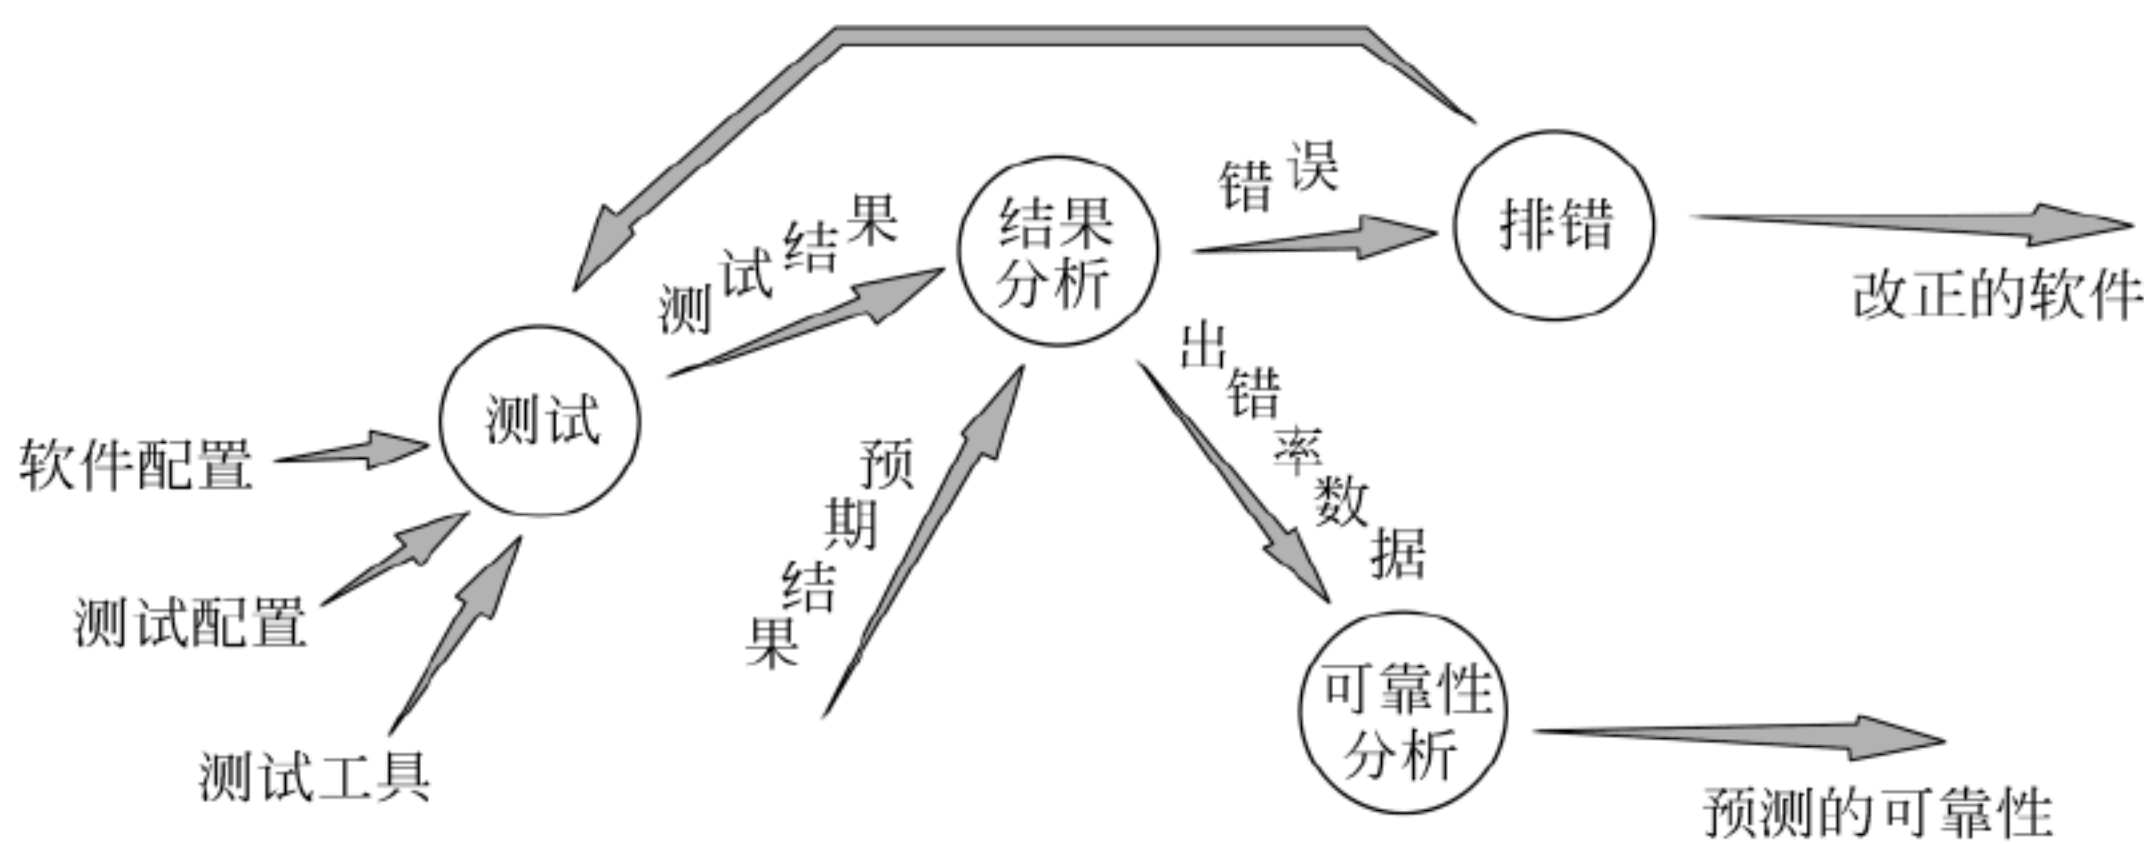 软件配置
测试配置
测试工具
测试
测试结果
预期结果
结果
分析
错误
排错
改正的软件
出错率数据
可靠性
分析
预测的可靠性